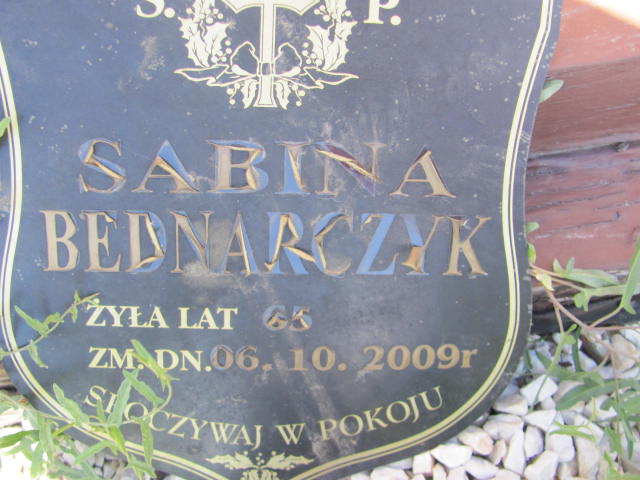 S. P.
SABINA
BEDNARCZYK
ŻYŁA LAT 65
ZM. DN. 06. 10. 2009r
SPOCZYWAJ W POKOJU